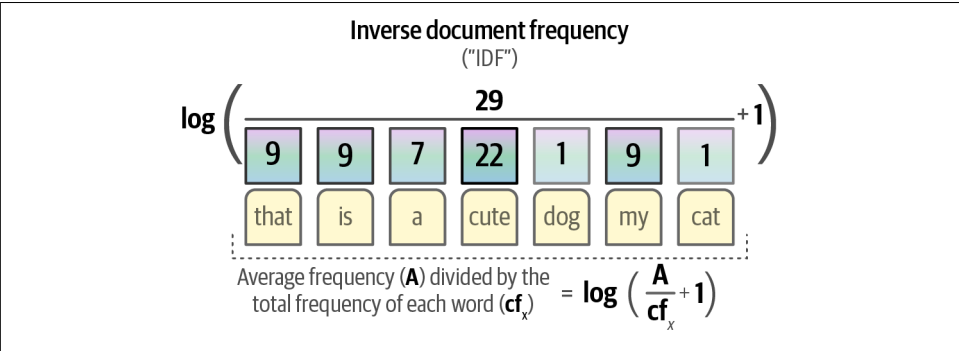 Inverse document frequency
("IDF")
log ( 29 + 1 )
9 9 7 22 1 9 1
that is a cute dog my cat
Average frequency (A) divided by the
total frequency of each word (cfₓ)
= log ( A/cfₓ + 1 )